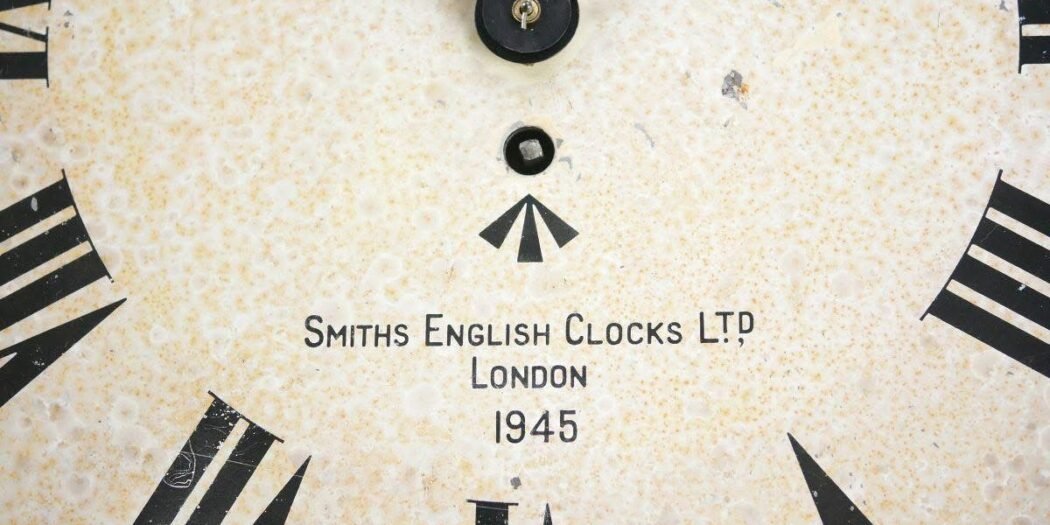 SMITHS ENGLISH CLOCKS LTD,
LONDON
1945